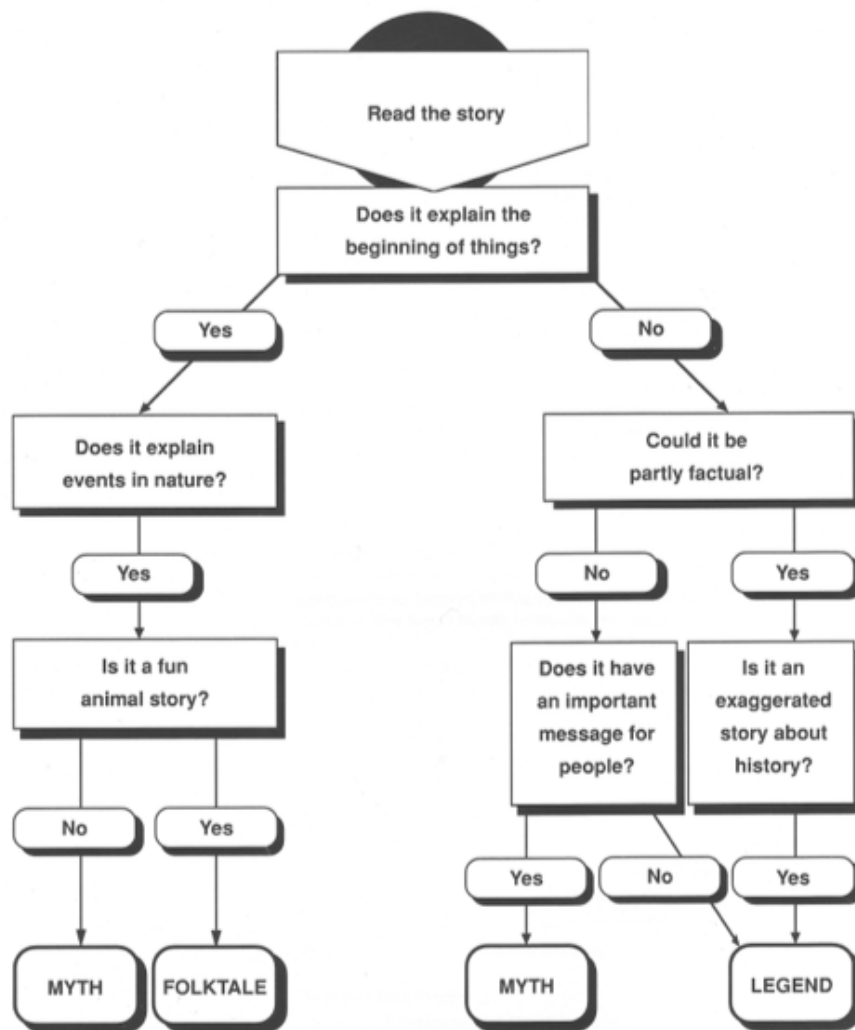 Read the story
Does it explain the
beginning of things?
Yes
No
Does it explain
events in nature?
Could it be
partly factual?
Yes
No
Yes
Is it a fun
animal story?
Does it have
an important
message for
people?
Is it an
exaggerated
story about
history?
No
Yes
Yes
No
Yes
MYTH
FOLKTALE
MYTH
LEGEND